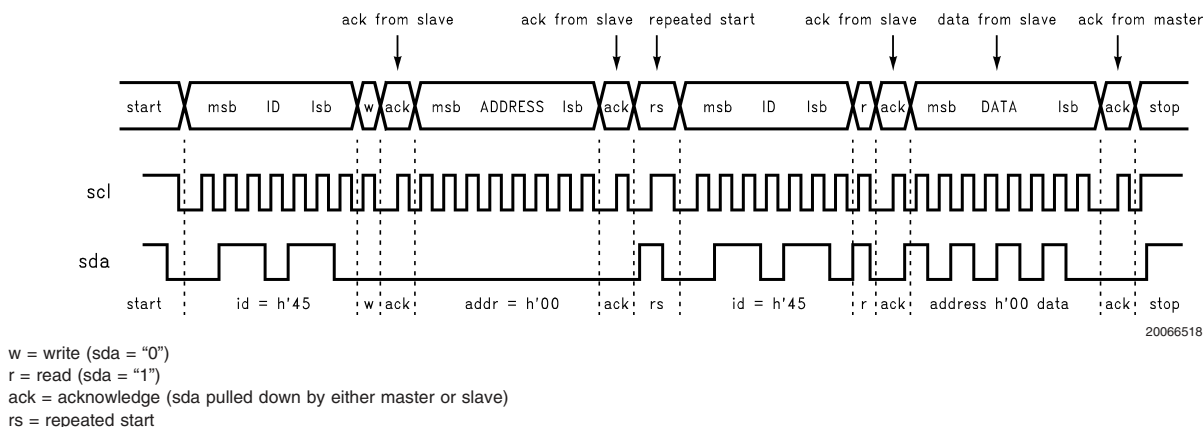 ack from slave ack from slave repeated start ack from slave data from slave ack from master
start msb ID lsb w ack msb ADDRESS lsb ack rs msb ID lsb r ack msb DATA lsb ack stop
scl
sda
start id = h'45 w ack addr = h'00 ack rs id = h'45 r ack address h'00 data ack stop
20066518
w = write (sda = “0”)
r = read (sda = “1”)
ack = acknowledge (sda pulled down by either master or slave)
rs = repeated start